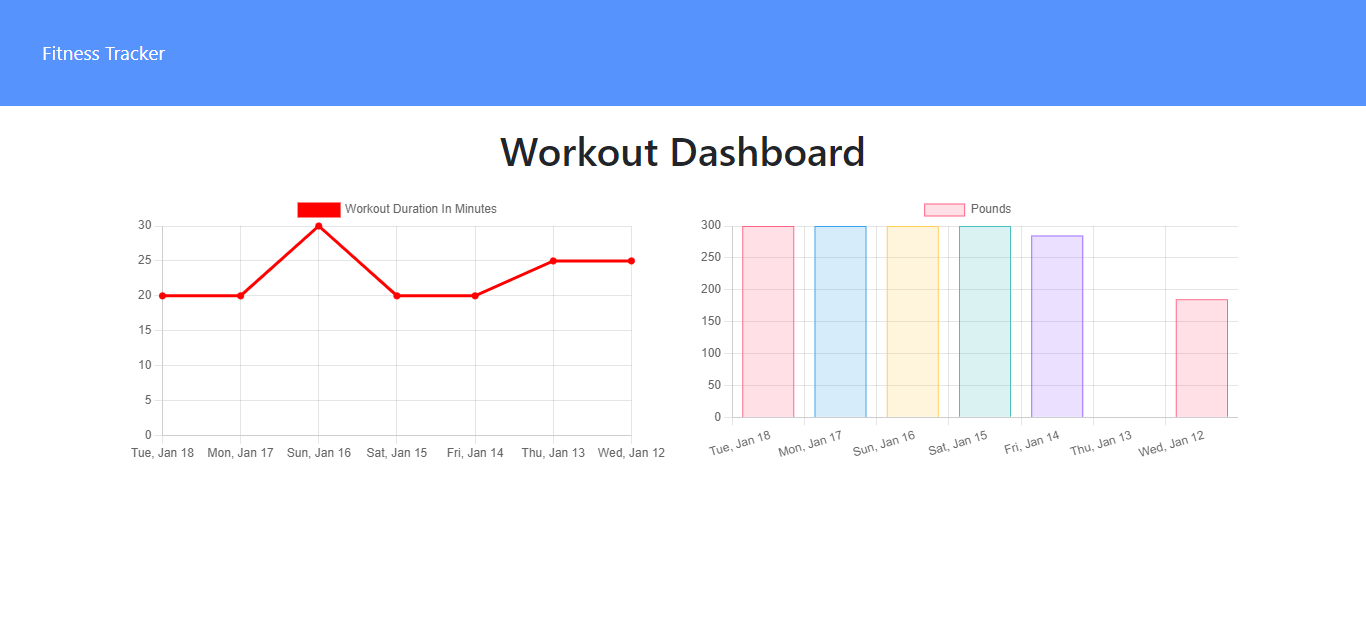 Fitness Tracker
Workout Dashboard
Workout Duration In Minutes
30
25
20
15
10
5
0
Tue, Jan 18 Mon, Jan 17 Sun, Jan 16 Sat, Jan 15 Fri, Jan 14 Thu, Jan 13 Wed, Jan 12
Pounds
300
250
200
150
100
50
0
Tue, Jan 18 Mon, Jan 17 Sun, Jan 16 Sat, Jan 15 Fri, Jan 14 Thu, Jan 13 Wed, Jan 12